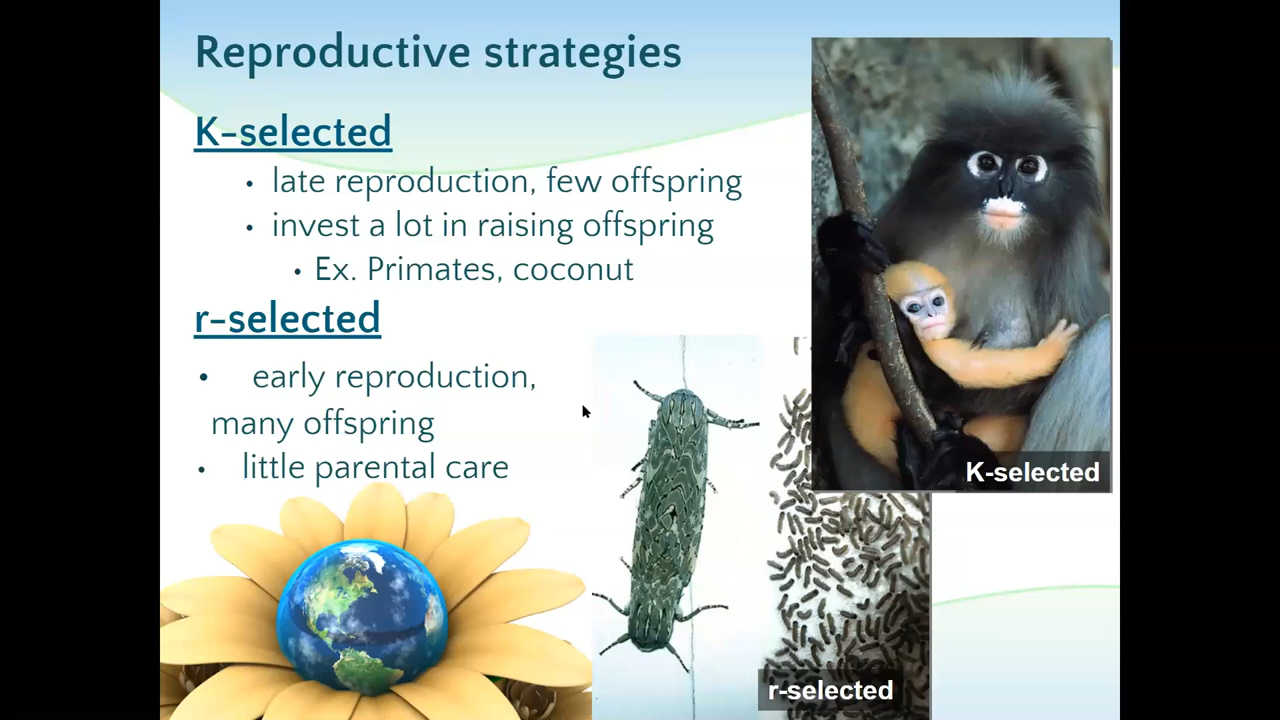 Reproductive strategies
K-selected
• late reproduction, few offspring
• invest a lot in raising offspring
• Ex. Primates, coconut
r-selected
• early reproduction,
many offspring
• little parental care
K-selected
r-selected